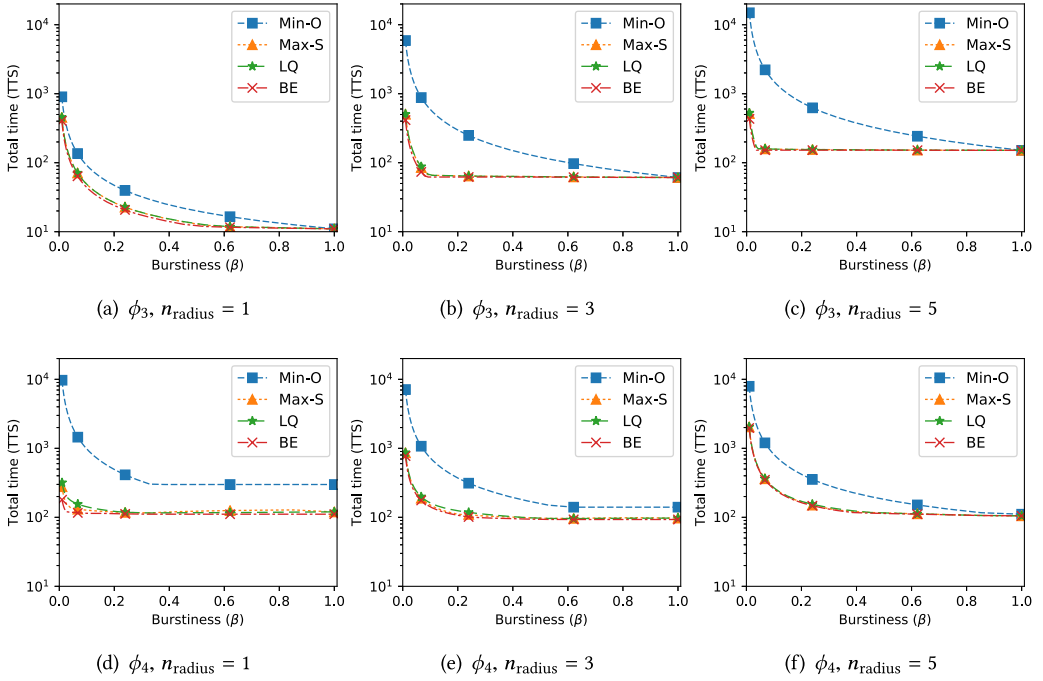 10^4
10^3
10^2
10^1
Total time (TTS)
0.0 0.2 0.4 0.6 0.8 1.0
Burstiness (β)
Min-O
Max-S
LQ
BE
(a) ϕ3, n_radius = 1
10^4
10^3
10^2
10^1
Total time (TTS)
0.0 0.2 0.4 0.6 0.8 1.0
Burstiness (β)
Min-O
Max-S
LQ
BE
(b) ϕ3, n_radius = 3
10^4
10^3
10^2
10^1
Total time (TTS)
0.0 0.2 0.4 0.6 0.8 1.0
Burstiness (β)
Min-O
Max-S
LQ
BE
(c) ϕ3, n_radius = 5
10^4
10^3
10^2
10^1
Total time (TTS)
0.0 0.2 0.4 0.6 0.8 1.0
Burstiness (β)
Min-O
Max-S
LQ
BE
(d) ϕ4, n_radius = 1
10^4
10^3
10^2
10^1
Total time (TTS)
0.0 0.2 0.4 0.6 0.8 1.0
Burstiness (β)
Min-O
Max-S
LQ
BE
(e) ϕ4, n_radius = 3
10^4
10^3
10^2
10^1
Total time (TTS)
0.0 0.2 0.4 0.6 0.8 1.0
Burstiness (β)
Min-O
Max-S
LQ
BE
(f) ϕ4, n_radius = 5